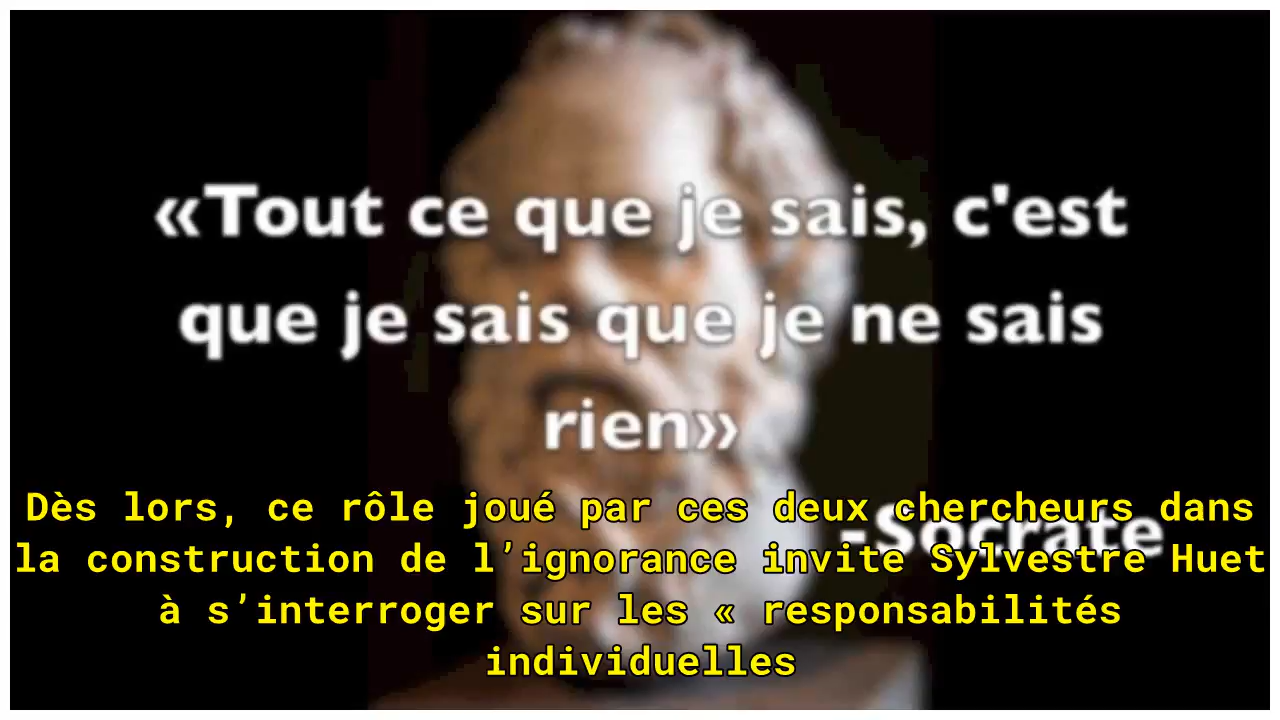 «Tout ce que je sais, c'est
que je sais que je ne sais
rien»
-Socrate
Dès lors, ce rôle joué par ces deux chercheurs dans
la construction de l’ignorance invite Sylvestre Huet
à s’interroger sur les « responsabilités
individuelles